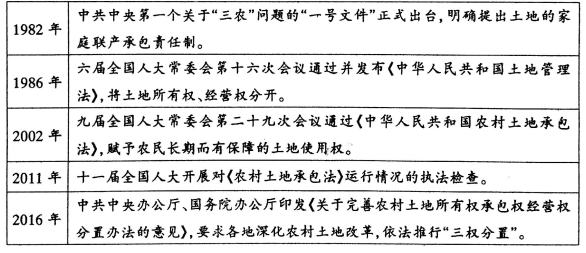 1982 年 中共中央第一个关于“三农”问题的“一号文件”正式出台，明确提出土地的家
庭联产承包责任制。
1986 年 六届全国人大常委会第十六次会议通过并发布《中华人民共和国土地管理
法》，将土地所有权、经营权分开。
2002 年 九届全国人大常委会第二十九次会议通过《中华人民共和国农村土地承包
法》，赋予农民长期而有保障的土地使用权。
2011 年 十一届全国人大开展对《农村土地承包法》运行情况的执法检查。
2016 年 中共中央办公厅、国务院办公厅印发《关于完善农村土地所有权承包权经营权
分置办法的意见》，要求各地深化农村土地改革，依法推行“三权分置”。